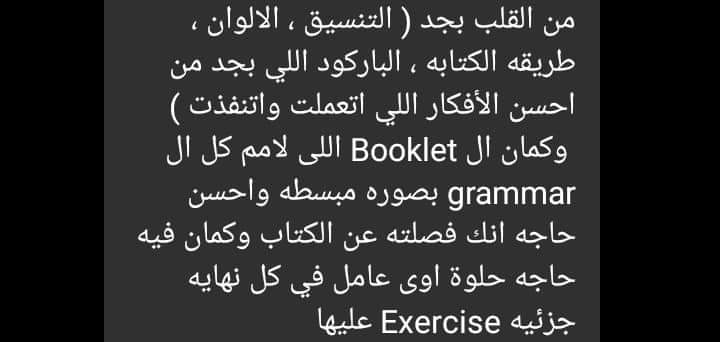 من القلب بجد ( التنسيق ، الالوان ،
طريقه الكتابه ، الباركود اللي بجد من
احسن الأفكار اللي اتعملت واتنفذت )
وكمان ال Booklet اللى لامم كل ال
grammar بصوره مبسطه واحسن
حاجه انك فصلته عن الكتاب وكمان فيه
حاجه حلوة اوى عامل في كل نهايه
جزئيه Exercise عليها